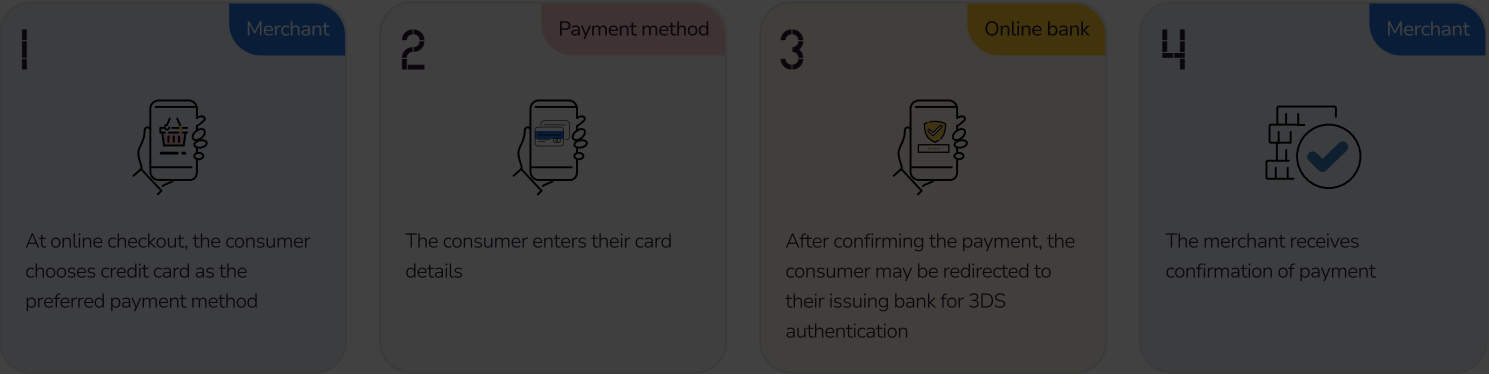 1
Merchant
At online checkout, the consumer
chooses credit card as the
preferred payment method
2
Payment method
The consumer enters their card
details
3
Online bank
After confirming the payment, the
consumer may be redirected to
their issuing bank for 3DS
authentication
4
Merchant
The merchant receives
confirmation of payment